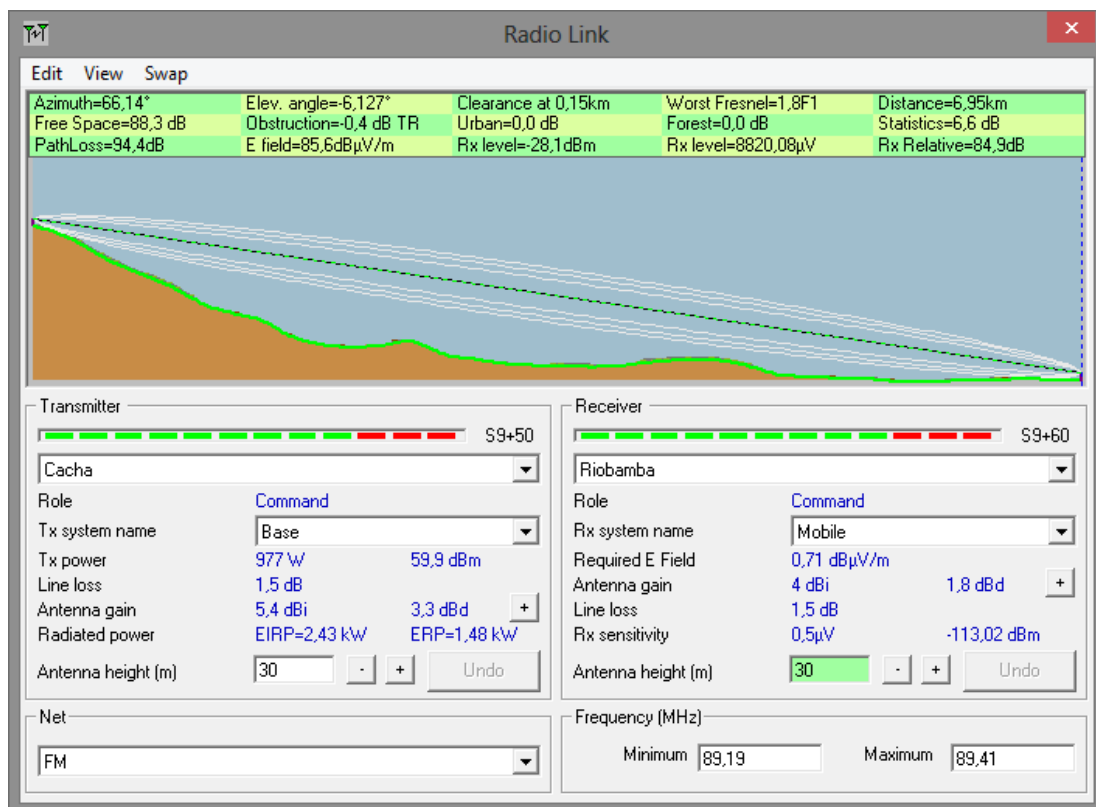 Radio Link
Edit View Swap
Azimuth=66,14° Elev. angle=-6,127° Clearance at 0,15km Worst Fresnel=1,8F1 Distance=6,95km
Free Space=88,3 dB Obstruction=-0,4 dB TR Urban=0,0 dB Forest=0,0 dB Statistics=6,6 dB
PathLoss=94,4dB E field=85,6dBµV/m Rx level=-28,1dBm Rx level=8820,08µV Rx Relative=84,9dB
Transmitter
S9+50
Cacha
Role Command
Tx system name Base
Tx power 977 W 59,9 dBm
Line loss 1,5 dB
Antenna gain 5,4 dBi 3,3 dBd +
Radiated power EIRP=2,43 kW ERP=1,48 kW
Antenna height (m) 30 - + Undo
Receiver
S9+60
Riobamba
Role Command
Rx system name Mobile
Required E Field 0,71 dBµV/m
Antenna gain 4 dBi 1,8 dBd +
Line loss 1,5 dB
Rx sensitivity 0,5µV -113,02 dBm
Antenna height (m) 30 - + Undo
Net
FM
Frequency (MHz)
Minimum 89,19 Maximum 89,41